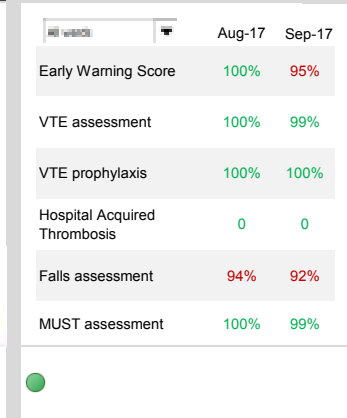 Aug-17 Sep-17
Early Warning Score 100% 95%
VTE assessment 100% 99%
VTE prophylaxis 100% 100%
Hospital Acquired
Thrombosis 0 0
Falls assessment 94% 92%
MUST assessment 100% 99%